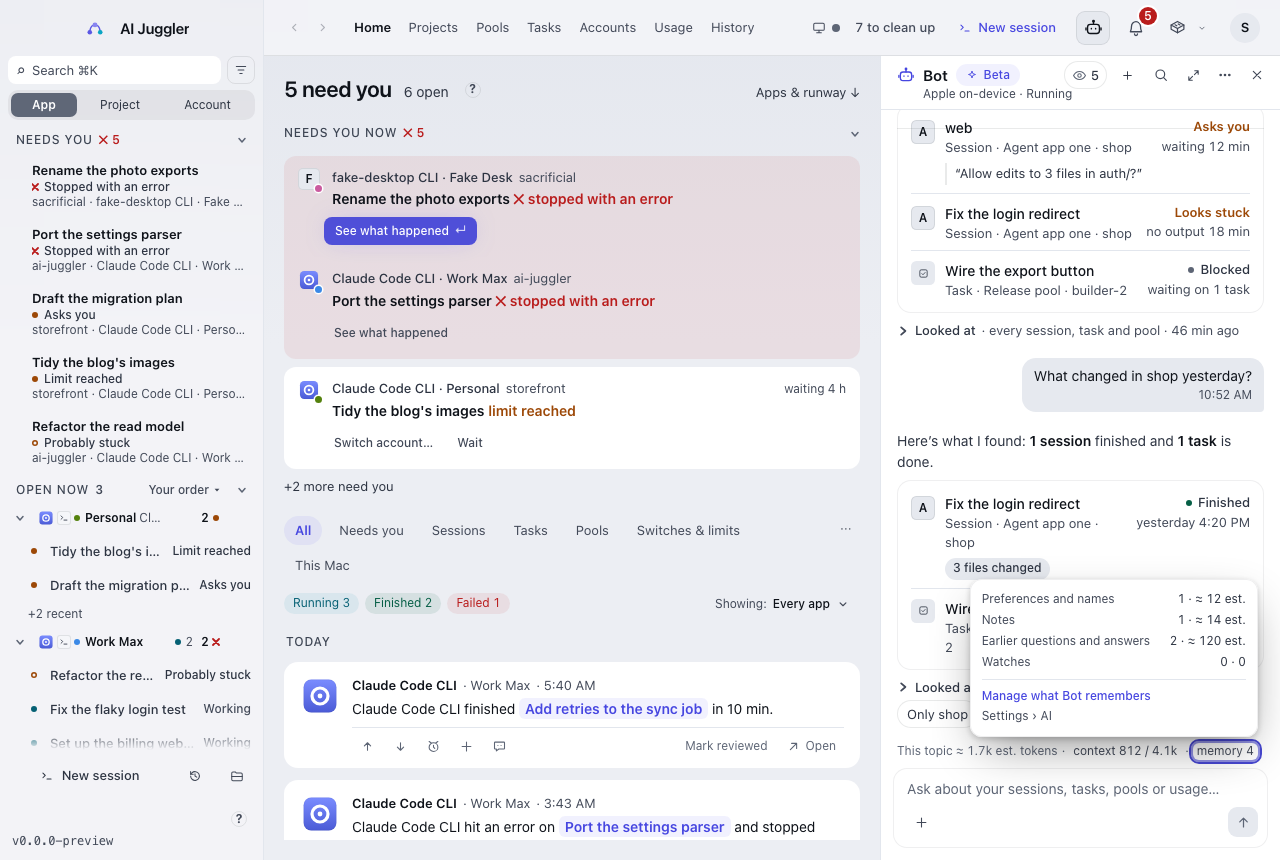 AI Juggler
Search ⌘K
App Project Account
NEEDS YOU 5
Rename the photo exports
Stopped with an error
sacrificial · fake-desktop CLI · Fake ...
Port the settings parser
Stopped with an error
ai-juggler · Claude Code CLI · Work ...
Draft the migration plan
Asks you
storefront · Claude Code CLI · Perso...
Tidy the blog's images
Limit reached
storefront · Claude Code CLI · Perso...
Refactor the read model
Probably stuck
ai-juggler · Claude Code CLI · Work ...
OPEN NOW 3 Your order
Personal Cl... 2
Tidy the blog's i... Limit reached
Draft the migration p... Asks you
+2 recent
Work Max 2 2
Refactor the re... Probably stuck
Fix the flaky login test Working
Set up the billing web... Working
New session
?
v0.0.0-preview
Home Projects Pools Tasks Accounts Usage History
7 to clean up New session 5 S
5 need you 6 open ? Apps & runway ↓
NEEDS YOU NOW 5
F fake-desktop CLI · Fake Desk sacrificial
Rename the photo exports stopped with an error
See what happened
Claude Code CLI · Work Max ai-juggler
Port the settings parser stopped with an error
See what happened
Claude Code CLI · Personal storefront waiting 4 h
Tidy the blog's images limit reached
Switch account... Wait
+2 more need you
All Needs you Sessions Tasks Pools Switches & limits ...
This Mac
Running 3 Finished 2 Failed 1 Showing: Every app
TODAY
Claude Code CLI · Work Max · 5:40 AM
Claude Code CLI finished Add retries to the sync job in 10 min.
Mark reviewed Open
Claude Code CLI · Work Max · 3:43 AM
Claude Code CLI hit an error on Port the settings parser and stopped
Bot Beta 5
Apple on-device · Running
A web Asks you
Session · Agent app one · shop waiting 12 min
“Allow edits to 3 files in auth/?”
A Fix the login redirect Looks stuck
Session · Agent app one · shop no output 18 min
Wire the export button Blocked
Task · Release pool · builder-2 waiting on 1 task
Looked at · every session, task and pool · 46 min ago
What changed in shop yesterday?
10:52 AM
Here’s what I found: 1 session finished and 1 task is
done.
A Fix the login redirect Finished
Session · Agent app one · yesterday 4:20 PM
shop
3 files changed
Wire
Task
2
Looked a
Only shop
Preferences and names 1 · ≈ 12 est.
Notes 1 · ≈ 14 est.
Earlier questions and answers 2 · ≈ 120 est.
Watches 0 · 0
Manage what Bot remembers
Settings › AI
This topic ≈ 1.7k est. tokens · context 812 / 4.1k · memory 4
Ask about your sessions, tasks, pools or usage...